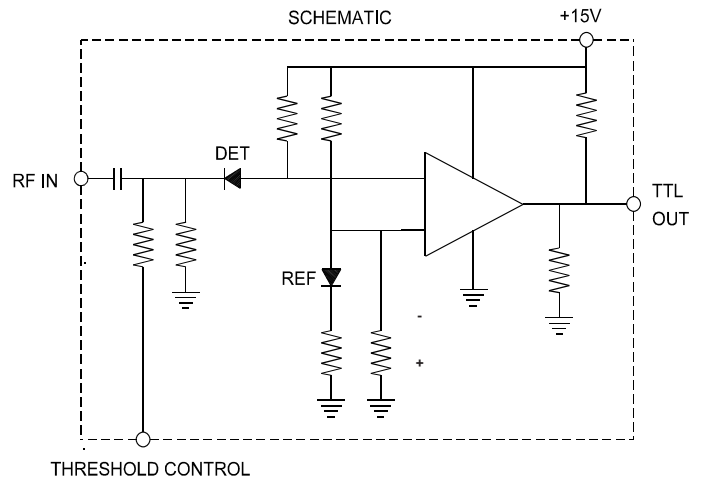 SCHEMATIC
+15V
DET
RF IN
TTL
OUT
REF
-
+
THRESHOLD CONTROL